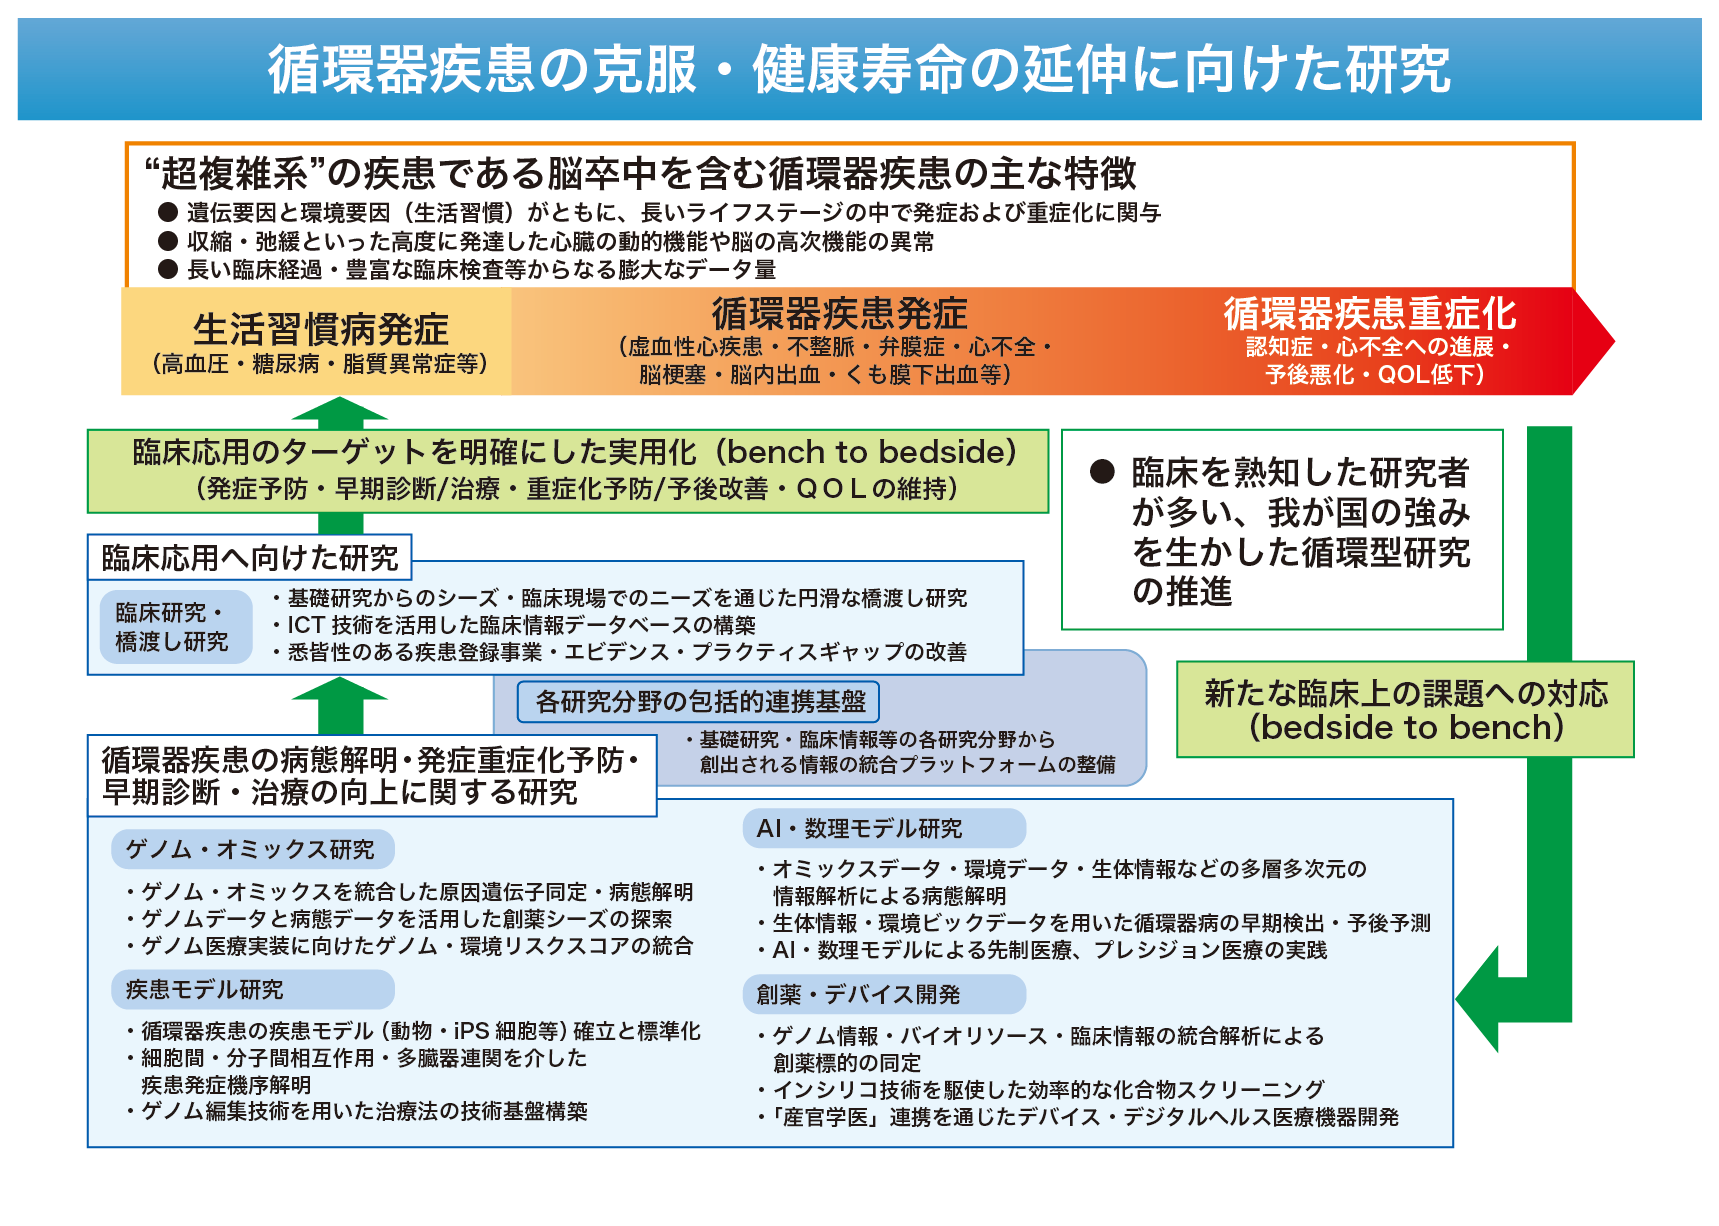 循環器疾患の克服・健康寿命の延伸に向けた研究
“超複雑系”の疾患である脳卒中を含む循環器疾患の主な特徴
● 遺伝要因と環境要因（生活習慣）がともに、長いライフステージの中で発症および重症化に関与
● 収縮・弛緩といった高度に発達した心臓の動的機能や脳の高次機能の異常
● 長い臨床経過・豊富な臨床検査等からなる膨大なデータ量
生活習慣病発症
（高血圧・糖尿病・脂質異常症等）
循環器疾患発症
（虚血性心疾患・不整脈・弁膜症・心不全・
脳梗塞・脳内出血・くも膜下出血等）
循環器疾患重症化
認知症・心不全への進展・
予後悪化・QOL低下）
臨床応用のターゲットを明確にした実用化（bench to bedside）
（発症予防・早期診断/治療・重症化予防/予後改善・ＱＯＬの維持）
● 臨床を熟知した研究者
が多い、我が国の強み
を生かした循環型研究
の推進
臨床応用へ向けた研究
臨床研究・
橋渡し研究
・基礎研究からのシーズ・臨床現場でのニーズを通じた円滑な橋渡し研究
・ICT 技術を活用した臨床情報データベースの構築
・悉皆性のある疾患登録事業・エビデンス・プラクティスギャップの改善
各研究分野の包括的連携基盤
・基礎研究・臨床情報等の各研究分野から
創出される情報の統合プラットフォームの整備
新たな臨床上の課題への対応
（bedside to bench）
循環器疾患の病態解明・発症重症化予防・
早期診断・治療の向上に関する研究
ゲノム・オミックス研究
・ゲノム・オミックスを統合した原因遺伝子同定・病態解明
・ゲノムデータと病態データを活用した創薬シーズの探索
・ゲノム医療実装に向けたゲノム・環境リスクスコアの統合
疾患モデル研究
・循環器疾患の疾患モデル（動物・iPS 細胞等）確立と標準化
・細胞間・分子間相互作用・多臓器連関を介した
疾患発症機序解明
・ゲノム編集技術を用いた治療法の技術基盤構築
AI・数理モデル研究
・オミックスデータ・環境データ・生体情報などの多層多次元の
情報解析による病態解明
・生体情報・環境ビックデータを用いた循環器病の早期検出・予後予測
・AI・数理モデルによる先制医療、プレシジョン医療の実践
創薬・デバイス開発
・ゲノム情報・バイオリソース・臨床情報の統合解析による
創薬標的の同定
・インシリコ技術を駆使した効率的な化合物スクリーニング
・「産官学医」連携を通じたデバイス・デジタルヘルス医療機器開発